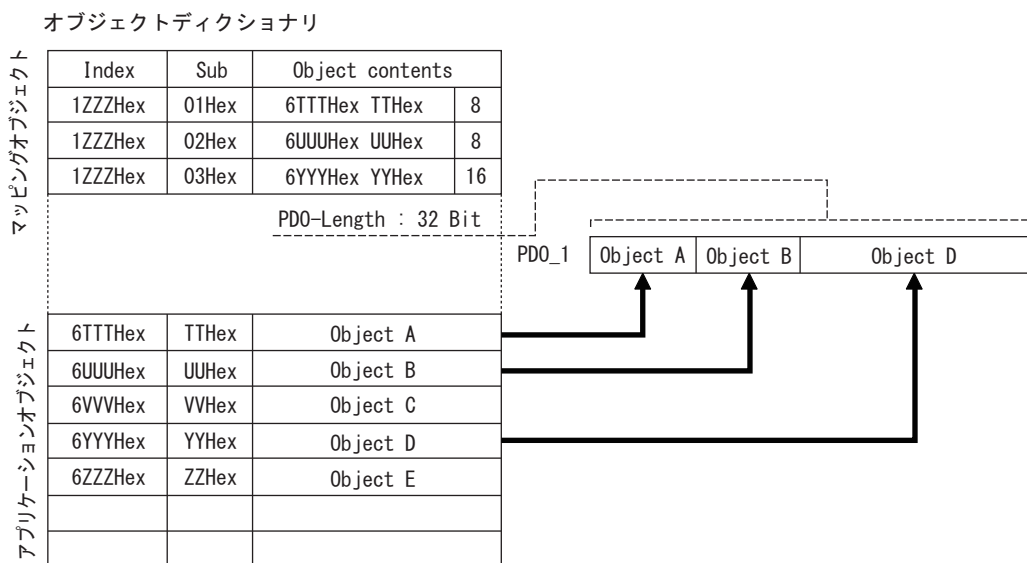 オブジェクトディクショナリ
マッピングオブジェクト
Index Sub Object contents
1ZZZHex 01Hex 6TTTHex TTHex 8
1ZZZHex 02Hex 6UUUHex UUHex 8
1ZZZHex 03Hex 6YYYHex YYHex 16
PDO-Length : 32 Bit
PDO_1 Object A Object B Object D
アプリケーションオブジェクト
6TTTHex TTHex Object A
6UUUHex UUHex Object B
6VVVHex VVHex Object C
6YYYHex YYHex Object D
6ZZZHex ZZHex Object E